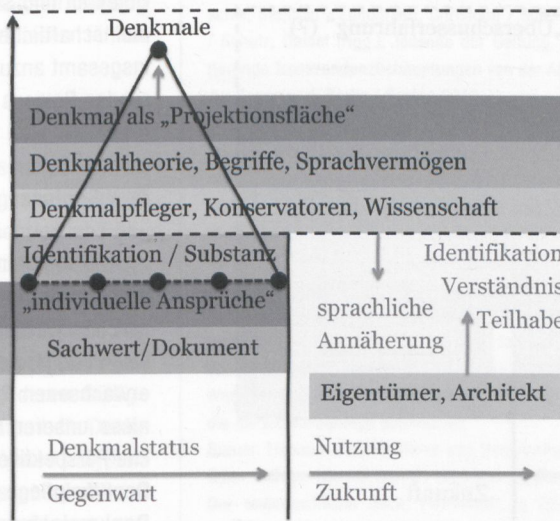 Denkmale
Denkmal als „Projektionsfläche“
Denkmaltheorie, Begriffe, Sprachvermögen
Denkmalpfleger, Konservatoren, Wissenschaft
Identifikation / Substanz
„individuelle Ansprüche“
Sachwert/Dokument
Identifikation
Verständnis
Teilhabe
sprachliche
Annäherung
Eigentümer, Architekt
Denkmalstatus
Gegenwart
Nutzung
Zukunft